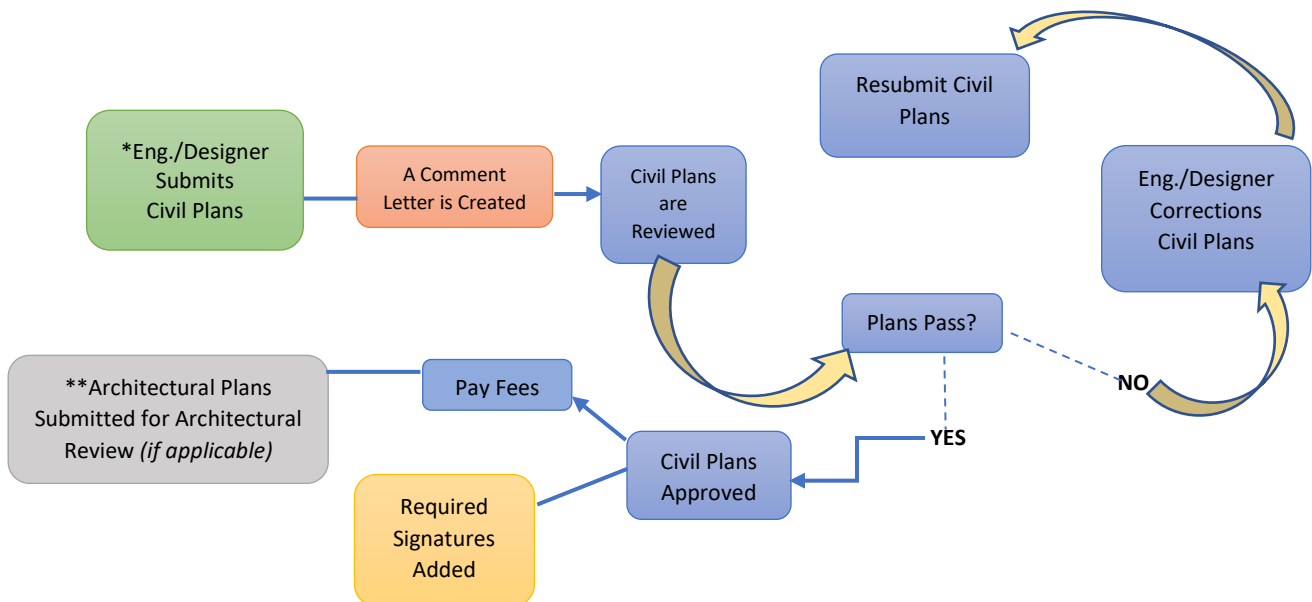 *Eng./Designer
Submits
Civil Plans
A Comment
Letter is Created
Civil Plans
are
Reviewed
Plans Pass?
NO
Eng./Designer
Corrections
Civil Plans
Resubmit Civil
Plans
YES
Civil Plans
Approved
Required
Signatures
Added
Pay Fees
**Architectural Plans
Submitted for Architectural
Review (if applicable)